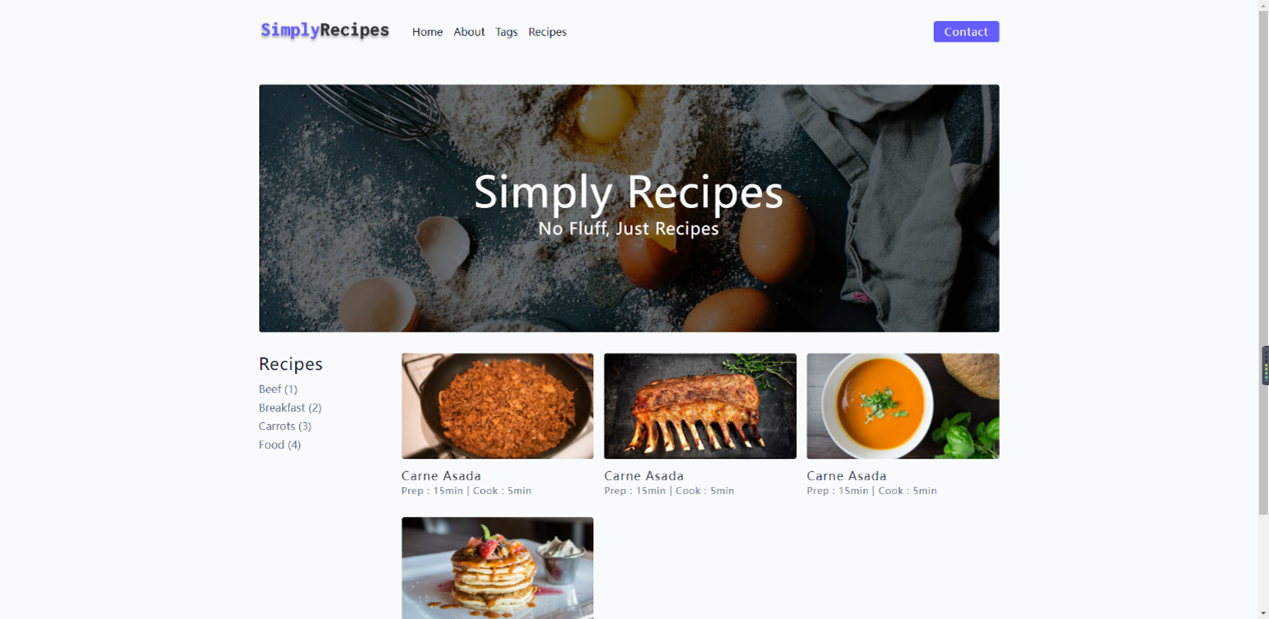 SimplyRecipes
Home About Tags Recipes
Contact
Simply Recipes
No Fluff, Just Recipes
Recipes
Beef (1)
Breakfast (2)
Carrots (3)
Food (4)
Carne Asada
Prep : 15min | Cook : 5min
Carne Asada
Prep : 15min | Cook : 5min
Carne Asada
Prep : 15min | Cook : 5min